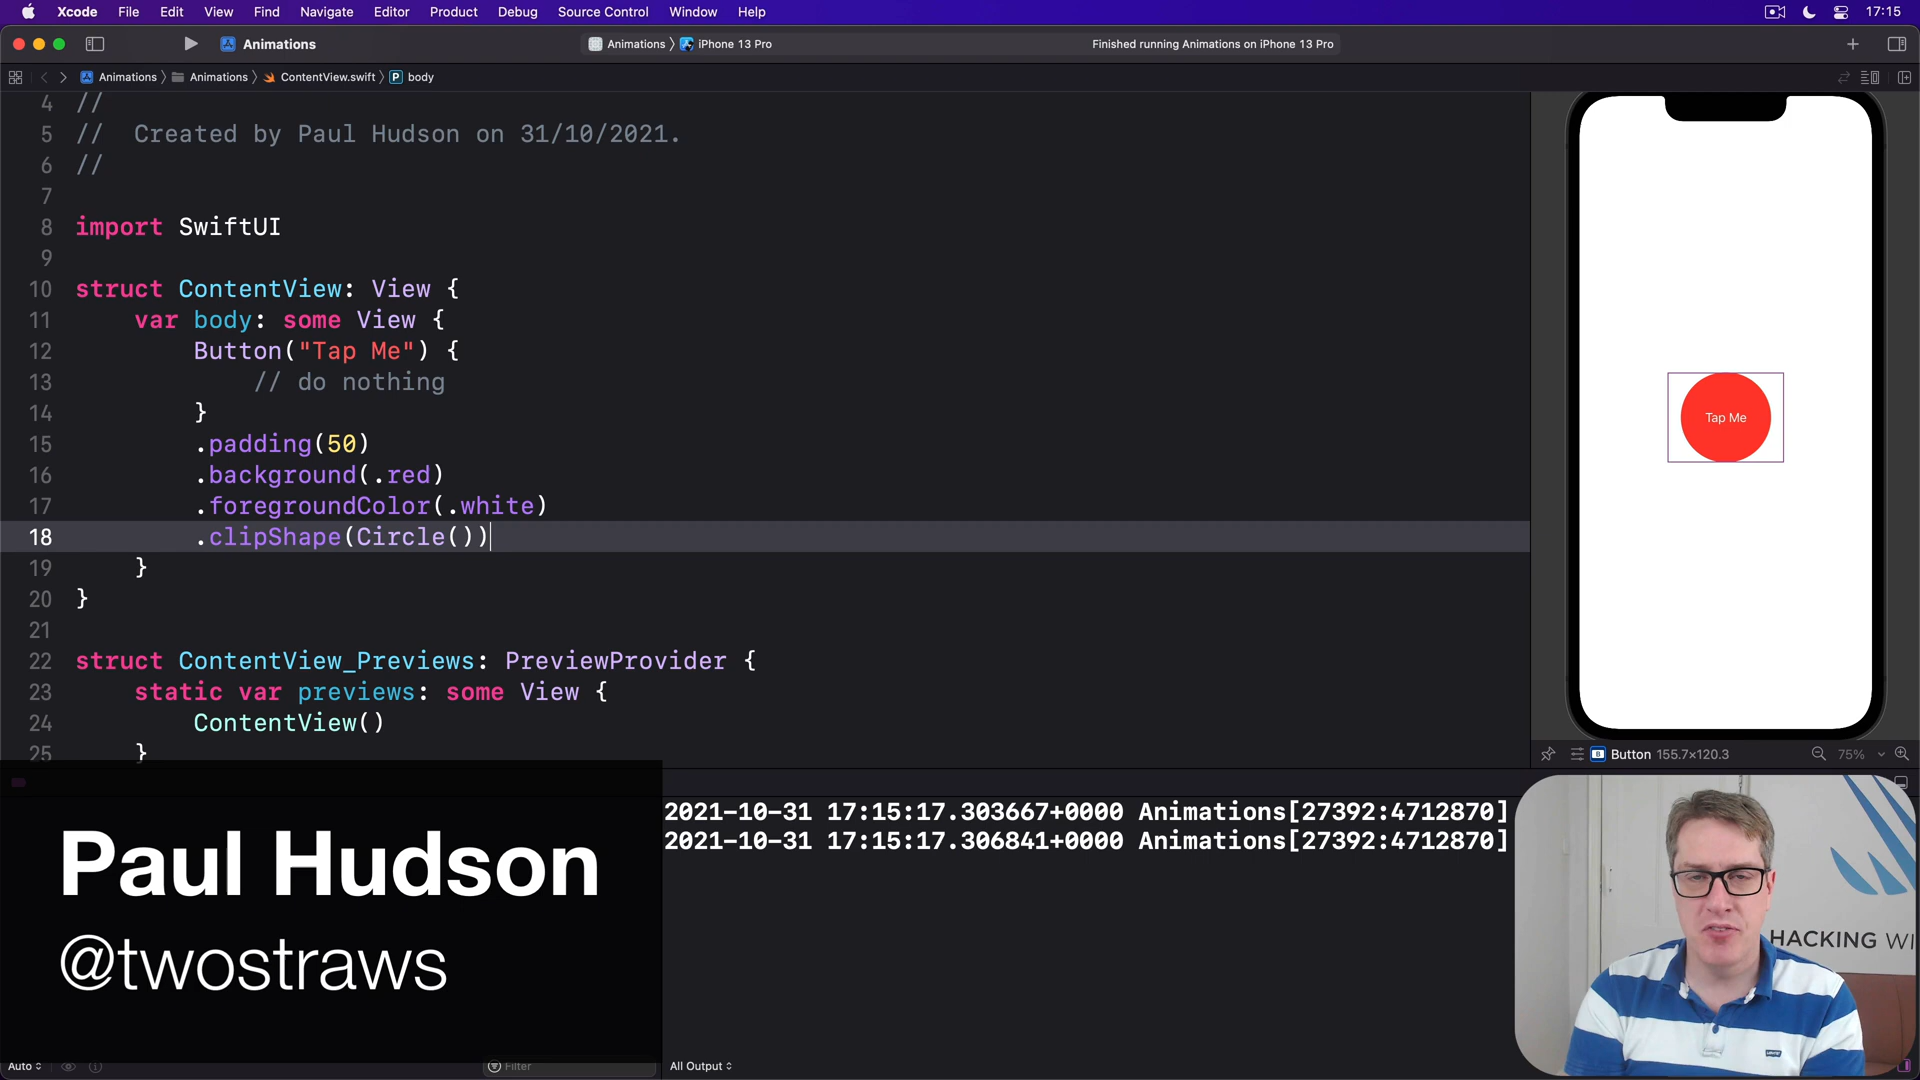 Xcode File Edit View Find Navigate Editor Product Debug Source Control Window Help 17:15
Animations Animations 〉 iPhone 13 Pro Finished running Animations on iPhone 13 Pro
Animations 〉 Animations 〉 ContentView.swift 〉 P body
4 //
5 //  Created by Paul Hudson on 31/10/2021.
6 //
7
8 import SwiftUI
9
10 struct ContentView: View {
11     var body: some View {
12         Button("Tap Me") {
13             // do nothing
14         }
15         .padding(50)
16         .background(.red)
17         .foregroundColor(.white)
18         .clipShape(Circle())
19     }
20 }
21
22 struct ContentView_Previews: PreviewProvider {
23     static var previews: some View {
24         ContentView()
25     }
Tap Me
B Button 155.7×120.3 75%
2021-10-31 17:15:17.303667+0000 Animations[27392:4712870]
2021-10-31 17:15:17.306841+0000 Animations[27392:4712870]
Paul Hudson
@twostraws
HACKING WI
Levi's
Auto Filter All Output